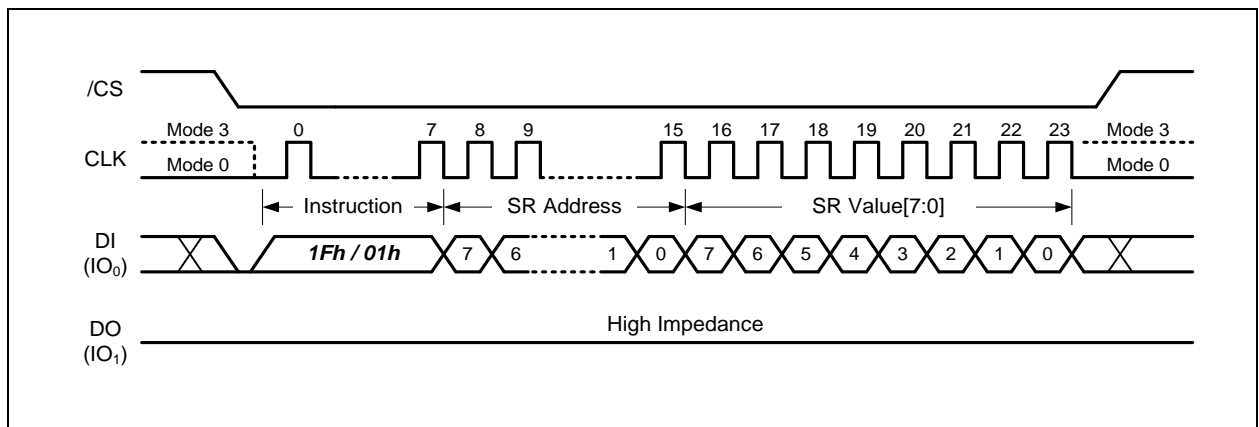 /CS
Mode 3 0 7 8 9 15 16 17 18 19 20 21 22 23 Mode 3
CLK
Mode 0 Mode 0
Instruction SR Address SR Value[7:0]
DI
(IO₀)
1Fh / 01h 7 6 1 0 7 6 5 4 3 2 1 0
High Impedance
DO
(IO₁)